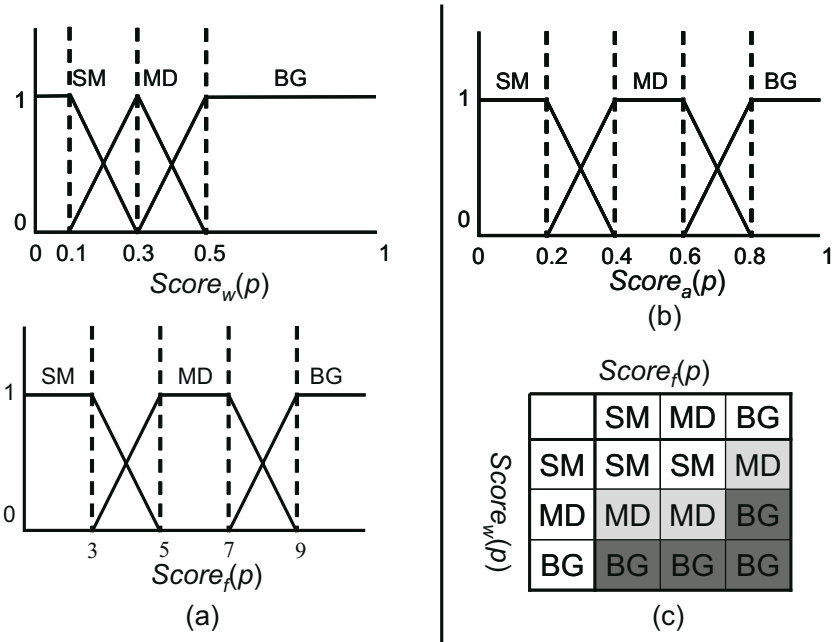 SM MD BG
1
0
0 0.1 0.3 0.5 1
Score_w(p)
SM MD BG
1
0
3 5 7 9
Score_f(p)
(a)
SM MD BG
1
0
0 0.2 0.4 0.6 0.8 1
Score_a(p)
(b)
Score_f(p)
SM MD BG
Score_w(p)
SM SM SM MD
MD MD MD BG
BG BG BG BG
(c)